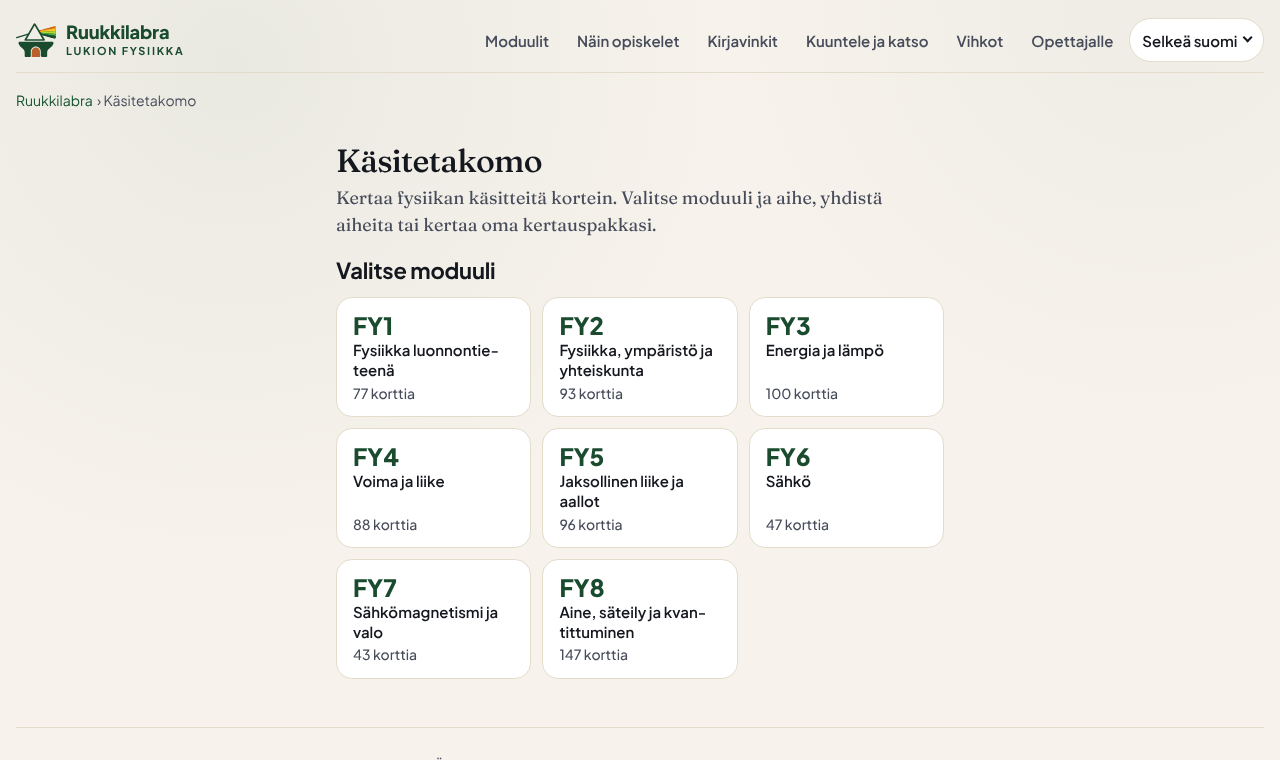 Ruukkilabra
LUKION FYSIIKKA
Moduulit
Näin opiskelet
Kirjavinkit
Kuuntele ja katso
Vihkot
Opettajalle
Selkeä suomi
Ruukkilabra › Käsitetakomo
Käsitetakomo
Kertaa fysiikan käsitteitä kortein. Valitse moduuli ja aihe, yhdistä
aiheita tai kertaa oma kertauspakkasi.
Valitse moduuli
FY1
Fysiikka luonnontie-
teenä
77 korttia
FY2
Fysiikka, ympäristö ja
yhteiskunta
93 korttia
FY3
Energia ja lämpö
100 korttia
FY4
Voima ja liike
88 korttia
FY5
Jaksollinen liike ja
aallot
96 korttia
FY6
Sähkö
47 korttia
FY7
Sähkömagnetismi ja
valo
43 korttia
FY8
Aine, säteily ja kvan-
tittuminen
147 korttia